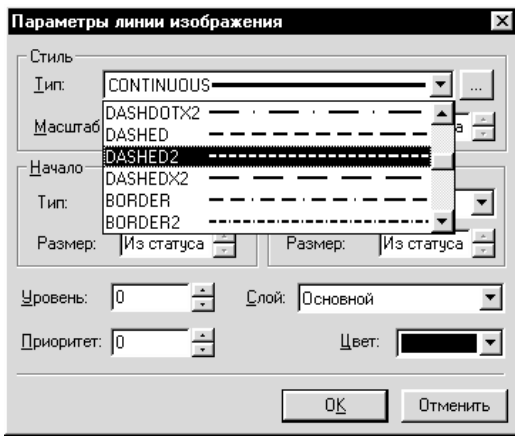 Параметры линии изображения
Стиль
Тип: CONTINUOUS ...
DASHDOTX2
Масштаб а
DASHED
DASHED2
DASHEDX2
Начало
BORDER
Тип:
BORDER2
Размер: Из статуса Размер: Из статуса
Уровень: 0 Слой: Основной
Приоритет: 0 Цвет:
OK Отменить